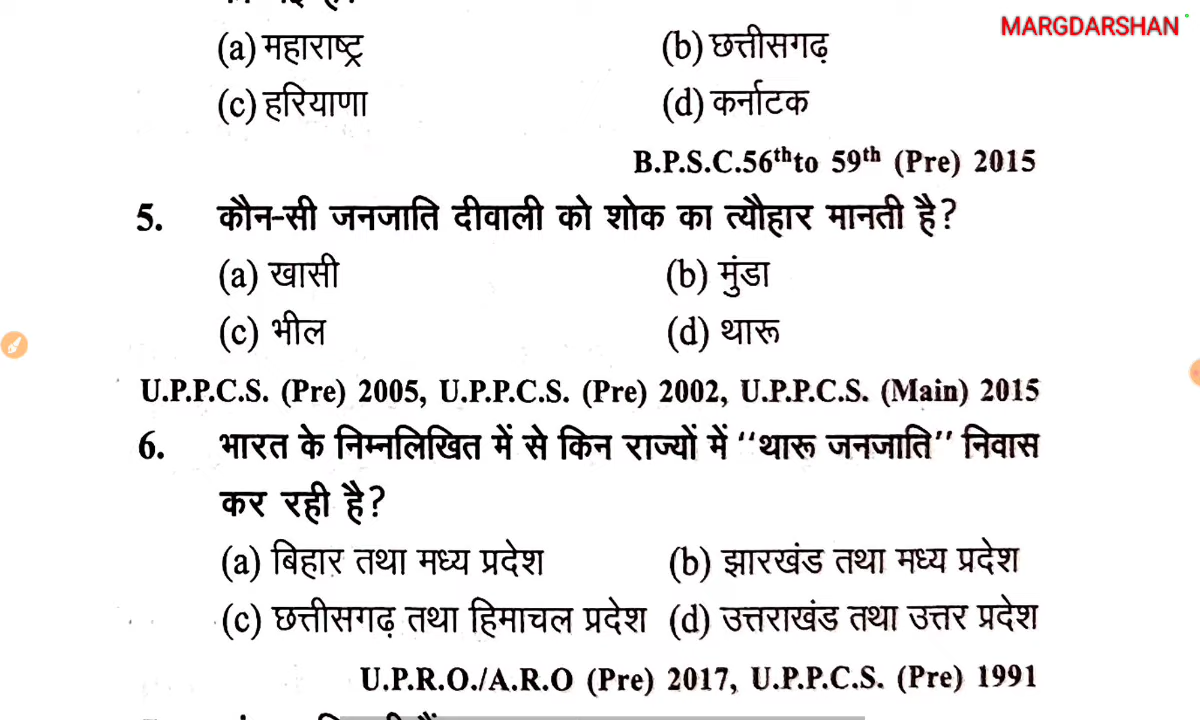 MARGDARSHAN
(a) महाराष्ट्र (b) छत्तीसगढ़
(c) हरियाणा (d) कर्नाटक
B.P.S.C.56th to 59th (Pre) 2015
5. कौन-सी जनजाति दीवाली को शोक का त्यौहार मानती है?
(a) खासी (b) मुंडा
(c) भील (d) थारू
U.P.P.C.S. (Pre) 2005, U.P.P.C.S. (Pre) 2002, U.P.P.C.S. (Main) 2015
6. भारत के निम्नलिखित में से किन राज्यों में ''थारू जनजाति'' निवास
कर रही है?
(a) बिहार तथा मध्य प्रदेश (b) झारखंड तथा मध्य प्रदेश
(c) छत्तीसगढ़ तथा हिमाचल प्रदेश (d) उत्तराखंड तथा उत्तर प्रदेश
U.P.R.O./A.R.O (Pre) 2017, U.P.P.C.S. (Pre) 1991